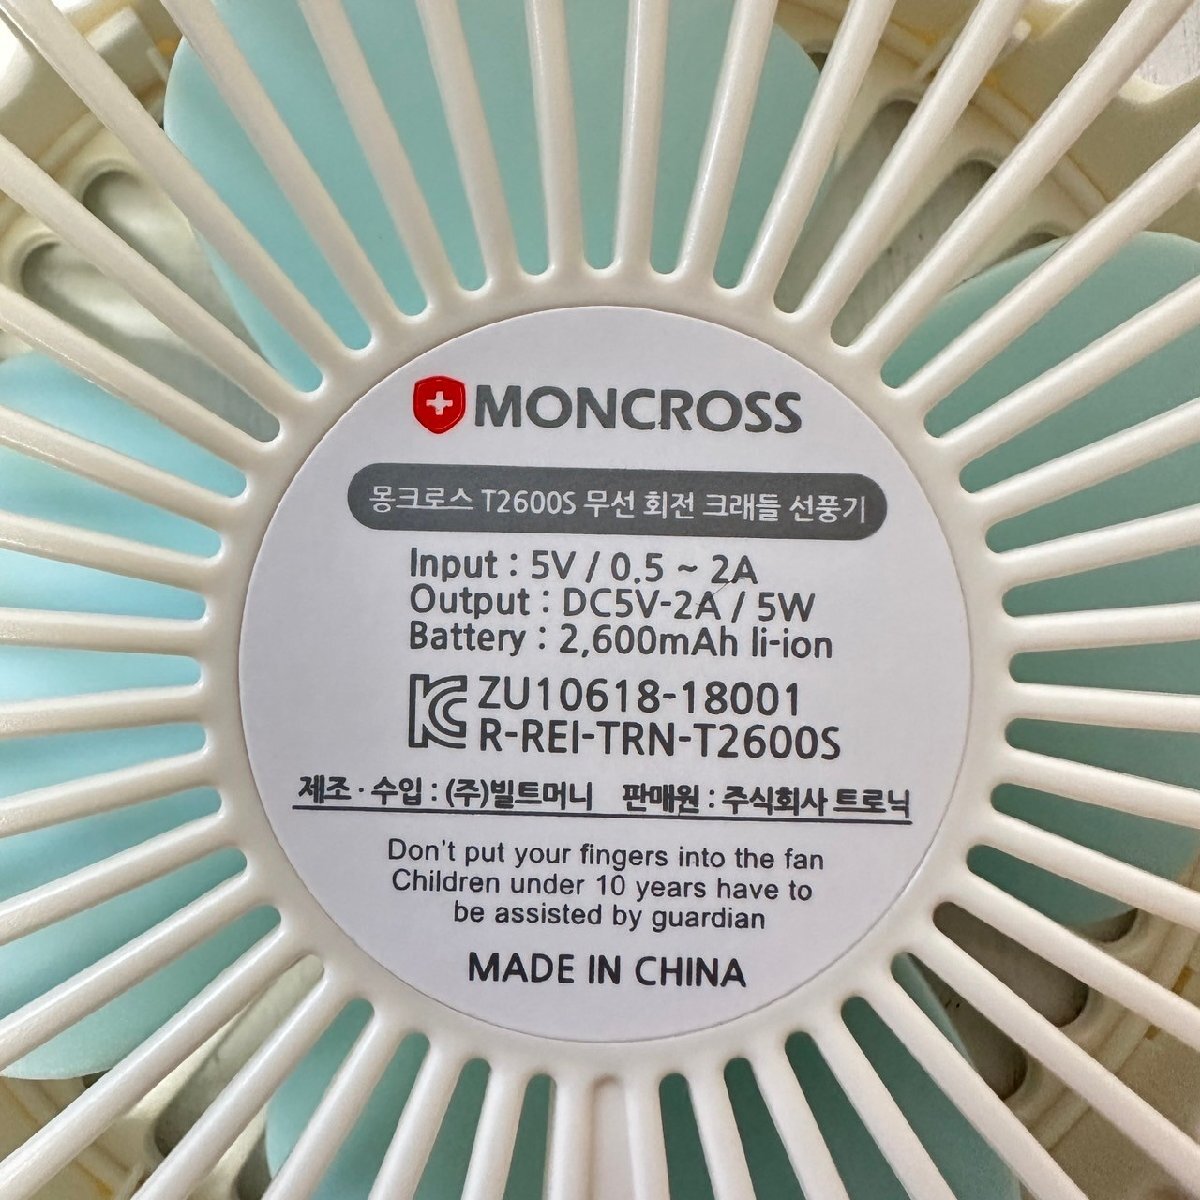 MONCROSS
몽크로스 T2600S 무선 회전 크래들 선풍기
Input : 5V / 0.5 ~ 2A
Output : DC5V-2A / 5W
Battery : 2,600mAh li-ion
ZU10618-18001
R-REI-TRN-T2600S
제조 · 수입 : (주)빌트머니 판매원 : 주식회사 트로닉
Don't put your fingers into the fan
Children under 10 years have to
be assisted by guardian
MADE IN CHINA